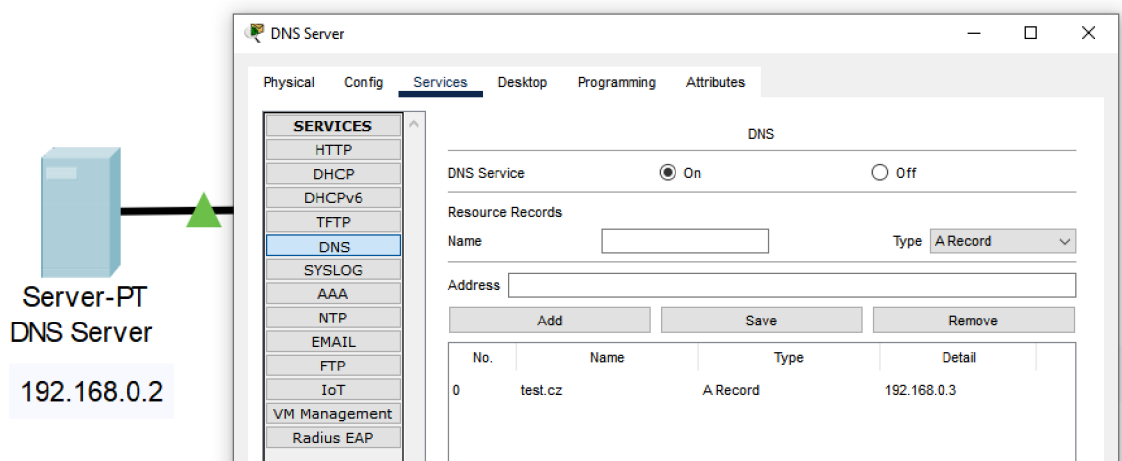 DNS Server
Physical Config Services Desktop Programming Attributes
SERVICES
HTTP
DHCP
DHCPv6
TFTP
DNS
SYSLOG
AAA
NTP
EMAIL
FTP
IoT
VM Management
Radius EAP
DNS
DNS Service On Off
Resource Records
Name Type A Record
Address
Add Save Remove
No. Name Type Detail
0 test.cz A Record 192.168.0.3
Server-PT
DNS Server
192.168.0.2